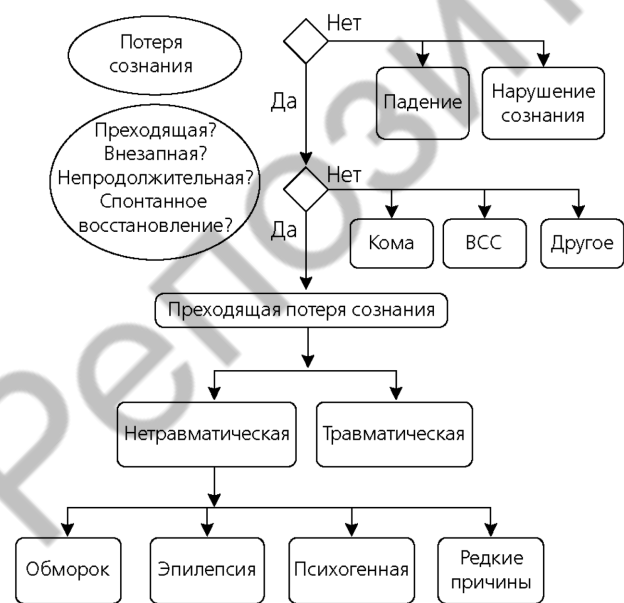 Нет
Потеря
сознания
Падение
Нарушение
сознания
Да
Преходящая?
Внезапная?
Непродолжительная?
Спонтанное
восстановление?
Нет
Да
Кома
ВСС
Другое
Преходящая потеря сознания
Нетравматическая
Травматическая
Обморок
Эпилепсия
Психогенная
Редкие
причины